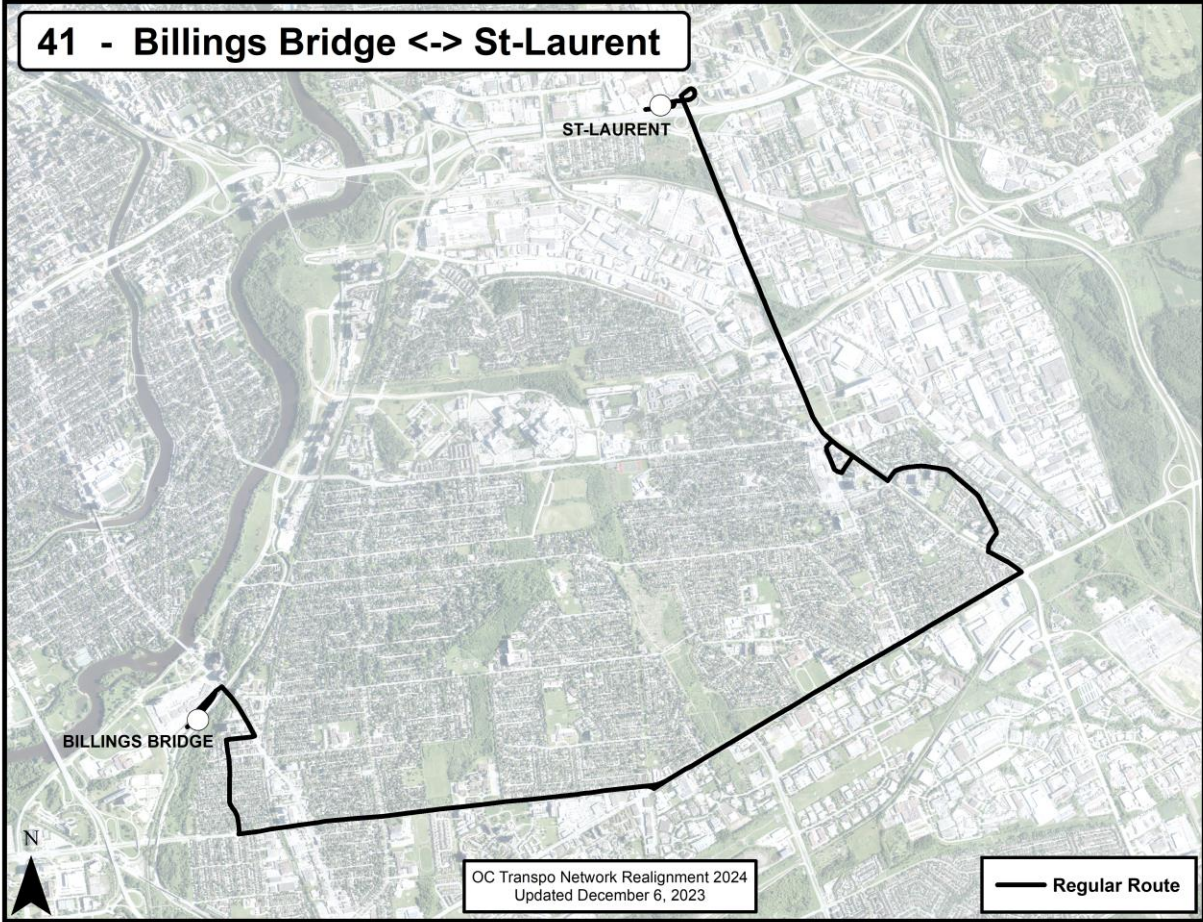 41 - Billings Bridge <-> St-Laurent
ST-LAURENT
BILLINGS BRIDGE
N
OC Transpo Network Realignment 2024
Updated December 6, 2023
Regular Route